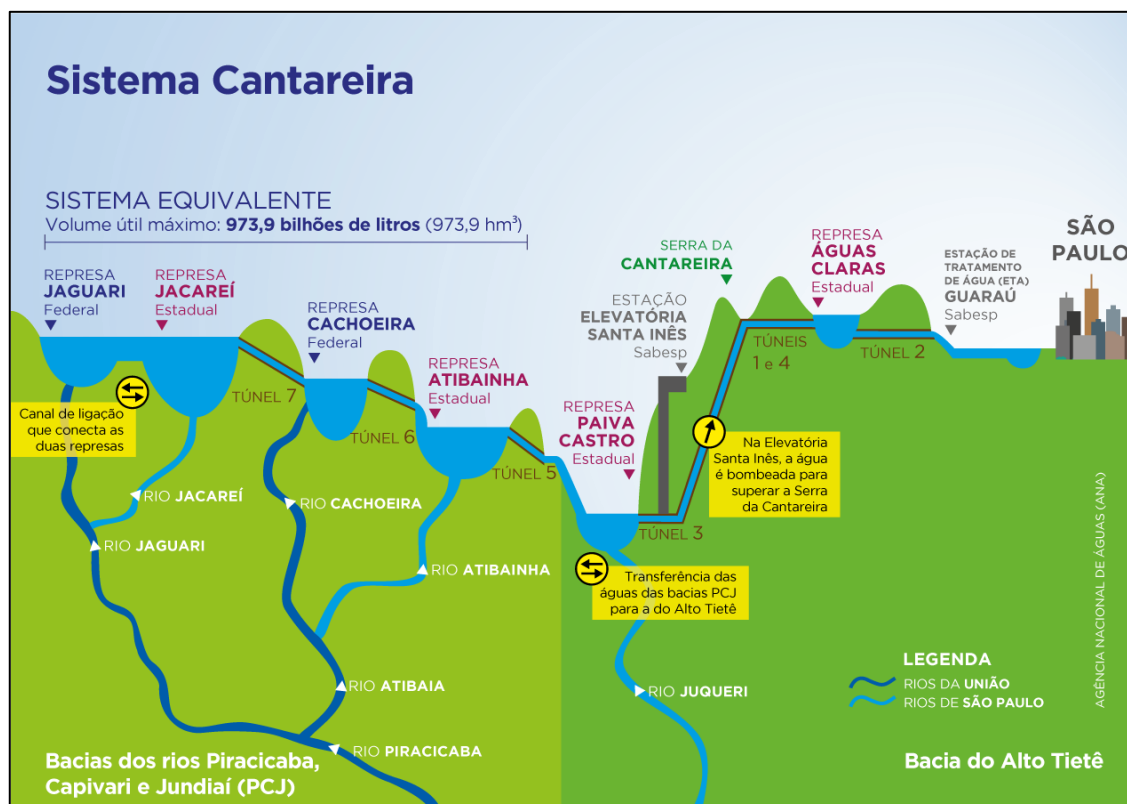 Sistema Cantareira
SISTEMA EQUIVALENTE
Volume útil máximo: 973,9 bilhões de litros (973,9 hm³)
REPRESA
JAGUARI
Federal
REPRESA
JACAREÍ
Estadual
REPRESA
CACHOEIRA
Federal
REPRESA
ATIBAINHA
Estadual
REPRESA
PAIVA
CASTRO
Estadual
ESTAÇÃO
ELEVATÓRIA
SANTA INÊS
Sabesp
SERRA DA
CANTAREIRA
REPRESA
ÁGUAS
CLARAS
Estadual
ESTAÇÃO DE
TRATAMENTO
DE ÁGUA (ETA)
GUARAÚ
Sabesp
SÃO
PAULO
TÚNEL 7
TÚNEL 6
TÚNEL 5
TÚNEL 3
TÚNEIS
1 e 4
TÚNEL 2
Canal de ligação
que conecta as
duas represas
Na Elevatória
Santa Inês, a água
é bombeada para
superar a Serra
da Cantareira
Transferência das
águas das bacias PCJ
para a do Alto Tietê
RIO JACAREÍ
RIO JAGUARI
RIO CACHOEIRA
RIO ATIBAINHA
RIO ATIBAIA
RIO PIRACICABA
RIO JUQUERI
LEGENDA
RIOS DA UNIÃO
RIOS DE SÃO PAULO
Bacias dos rios Piracicaba,
Capivari e Jundiaí (PCJ)
Bacia do Alto Tietê
AGÊNCIA NACIONAL DE ÁGUAS (ANA)